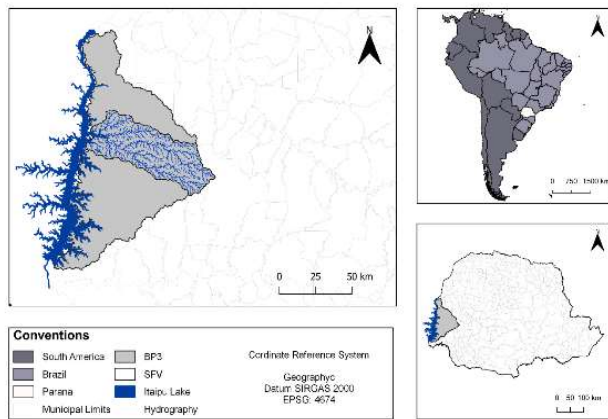 N
0 25 50 km
N
0 750 1500 km
N
0 50 100 km
Conventions
South America
Brazil
Parana
Municipal Limits
BP3
SFV
Itaipu Lake
Hydrography
Cordinate Reference System
Geographyc
Datum SIRGAS 2000
EPSG: 4674